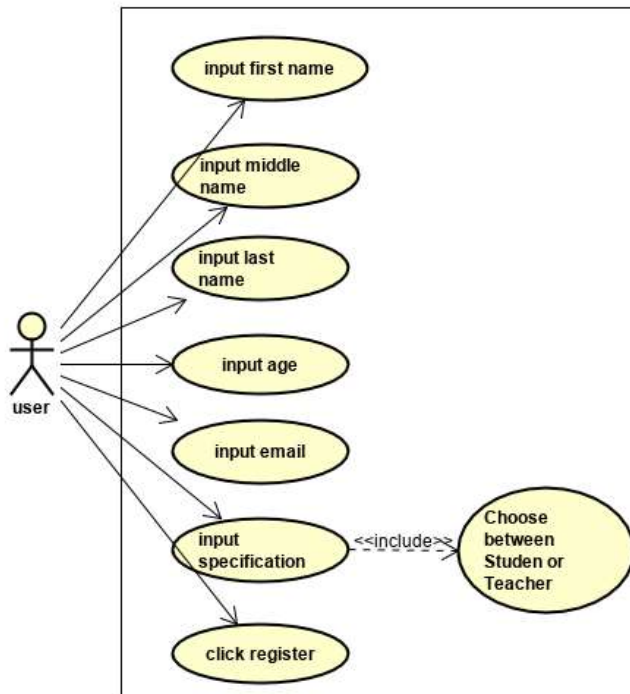 input first name
input middle
name
input last
name
input age
user
input email
input
specification
<<include>>
Choose
between
Studen or
Teacher
click register